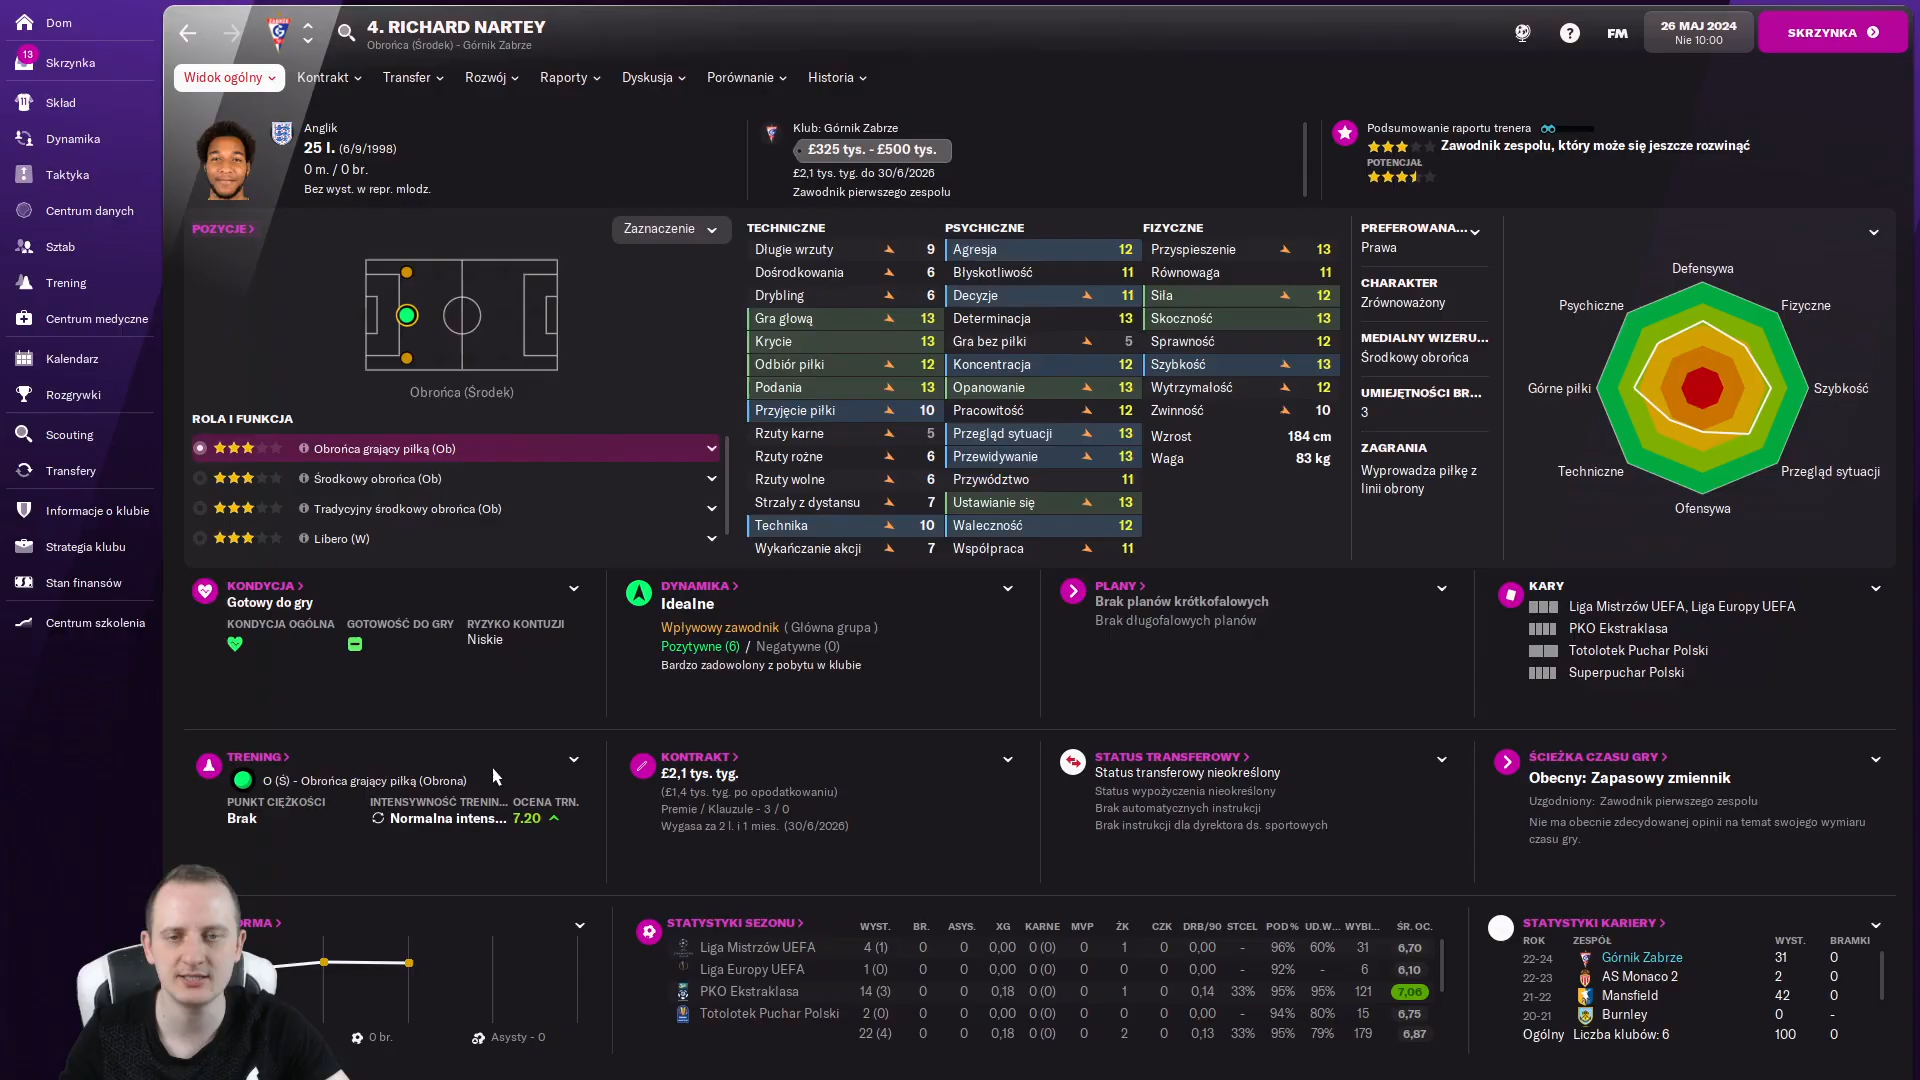 Dom
13
Skrzynka
Skład
Dynamika
Taktyka
Centrum danych
Sztab
Trening
Centrum medyczne
Kalendarz
Rozgrywki
Scouting
Transfery
Informacje o klubie
Strategia klubu
Stan finansów
Centrum szkolenia
4. RICHARD NARTEY
Obrońca (Środek) - Górnik Zabrze
FM
26 MAJ 2024
Nie 10:00
SKRZYNKA
Widok ogólny
Kontrakt
Transfer
Rozwój
Raporty
Dyskusja
Porównanie
Historia
Anglik
25 l. (6/9/1998)
0 m. / 0 br.
Bez wyst. w repr. młodz.
Klub: Górnik Zabrze
£325 tys. - £500 tys.
£2,1 tys. tyg. do 30/6/2026
Zawodnik pierwszego zespołu
Podsumowanie raportu trenera
Zawodnik zespołu, który może się jeszcze rozwinąć
POTENCJAŁ
POZYCJE >
Zaznaczenie
Obrońca (Środek)
ROLA I FUNKCJA
Obrońca grający piłką (Ob)
Środkowy obrońca (Ob)
Tradycyjny środkowy obrońca (Ob)
Libero (W)
TECHNICZNE
Długie wrzuty 9
Dośrodkowania 6
Drybling 6
Gra głową 13
Krycie 13
Odbiór piłki 12
Podania 13
Przyjęcie piłki 10
Rzuty karne 5
Rzuty rożne 6
Rzuty wolne 6
Strzały z dystansu 7
Technika 10
Wykańczanie akcji 7
PSYCHICZNE
Agresja 12
Błyskotliwość 11
Decyzje 11
Determinacja 13
Gra bez piłki 5
Koncentracja 12
Opanowanie 13
Pracowitość 12
Przegląd sytuacji 13
Przewidywanie 13
Przywództwo 11
Ustawianie się 13
Waleczność 12
Współpraca 11
FIZYCZNE
Przyspieszenie 13
Równowaga 11
Siła 12
Skoczność 13
Sprawność 12
Szybkość 13
Wytrzymałość 12
Zwinność 10
Wzrost 184 cm
Waga 83 kg
PREFEROWANA...
Prawa
CHARAKTER
Zrównoważony
MEDIALNY WIZERU...
Środkowy obrońca
UMIEJĘTNOŚCI BR...
3
ZAGRANIA
Wyprowadza piłkę z
linii obrony
Defensywa
Psychiczne
Fizyczne
Górne piłki
Szybkość
Techniczne
Przegląd sytuacji
Ofensywa
KONDYCJA >
Gotowy do gry
KONDYCJA OGÓLNA
GOTOWOŚĆ DO GRY
RYZYKO KONTUZJI
Niskie
DYNAMIKA >
Idealne
Wpływowy zawodnik ( Główna grupa )
Pozytywne (6) / Negatywne (0)
Bardzo zadowolony z pobytu w klubie
PLANY >
Brak planów krótkofalowych
Brak długofalowych planów
KARY
Liga Mistrzów UEFA, Liga Europy UEFA
PKO Ekstraklasa
Totolotek Puchar Polski
Superpuchar Polski
TRENING >
O (Ś) - Obrońca grający piłką (Obrona)
PUNKT CIĘŻKOŚCI INTENSYWNOŚĆ TRENIN... OCENA TRN.
Brak Normalna intens... 7.20
KONTRAKT >
£2,1 tys. tyg.
(£1,4 tys. tyg. po opodatkowaniu)
Premie / Klauzule - 3 / 0
Wygasa za 2 l. i 1 mies. (30/6/2026)
STATUS TRANSFEROWY >
Status transferowy nieokreślony
Status wypożyczenia nieokreślony
Brak automatycznych instrukcji
Brak instrukcji dla dyrektora ds. sportowych
ŚCIEŻKA CZASU GRY >
Obecny: Zapasowy zmiennik
Uzgodniony: Zawodnik pierwszego zespołu
Nie ma obecnie zdecydowanej opinii na temat swojego wymiaru
czasu gry.
ORMA >
0 br.
Asysty - 0
STATYSTYKI SEZONU > WYST. BR. ASYS. XG KARNE MVP ŻK CZK DRB/90 STCEL POD% UD.W... WYBI... ŚR. OC.
Liga Mistrzów UEFA 4 (1) 0 0 0,00 0 (0) 0 1 0 0,00 - 96% 60% 31 6,70
Liga Europy UEFA 1 (0) 0 0 0,00 0 (0) 0 0 0 0,00 - 92% - 6 6,10
PKO Ekstraklasa 14 (3) 0 0 0,18 0 (0) 0 1 0 0,14 33% 95% 95% 121 7,06
Totolotek Puchar Polski 2 (0) 0 0 0,00 0 (0) 0 0 0 0,00 - 94% 80% 15 6,75
22 (4) 0 0 0,18 0 (0) 0 2 0 0,13 33% 95% 79% 179 6,87
STATYSTYKI KARIERY >
ROK ZESPÓŁ WYST. BRAMKI
22-24 Górnik Zabrze 31 0
22-23 AS Monaco 2 2 0
21-22 Mansfield 42 0
20-21 Burnley 0 -
Ogólny Liczba klubów: 6 100 0